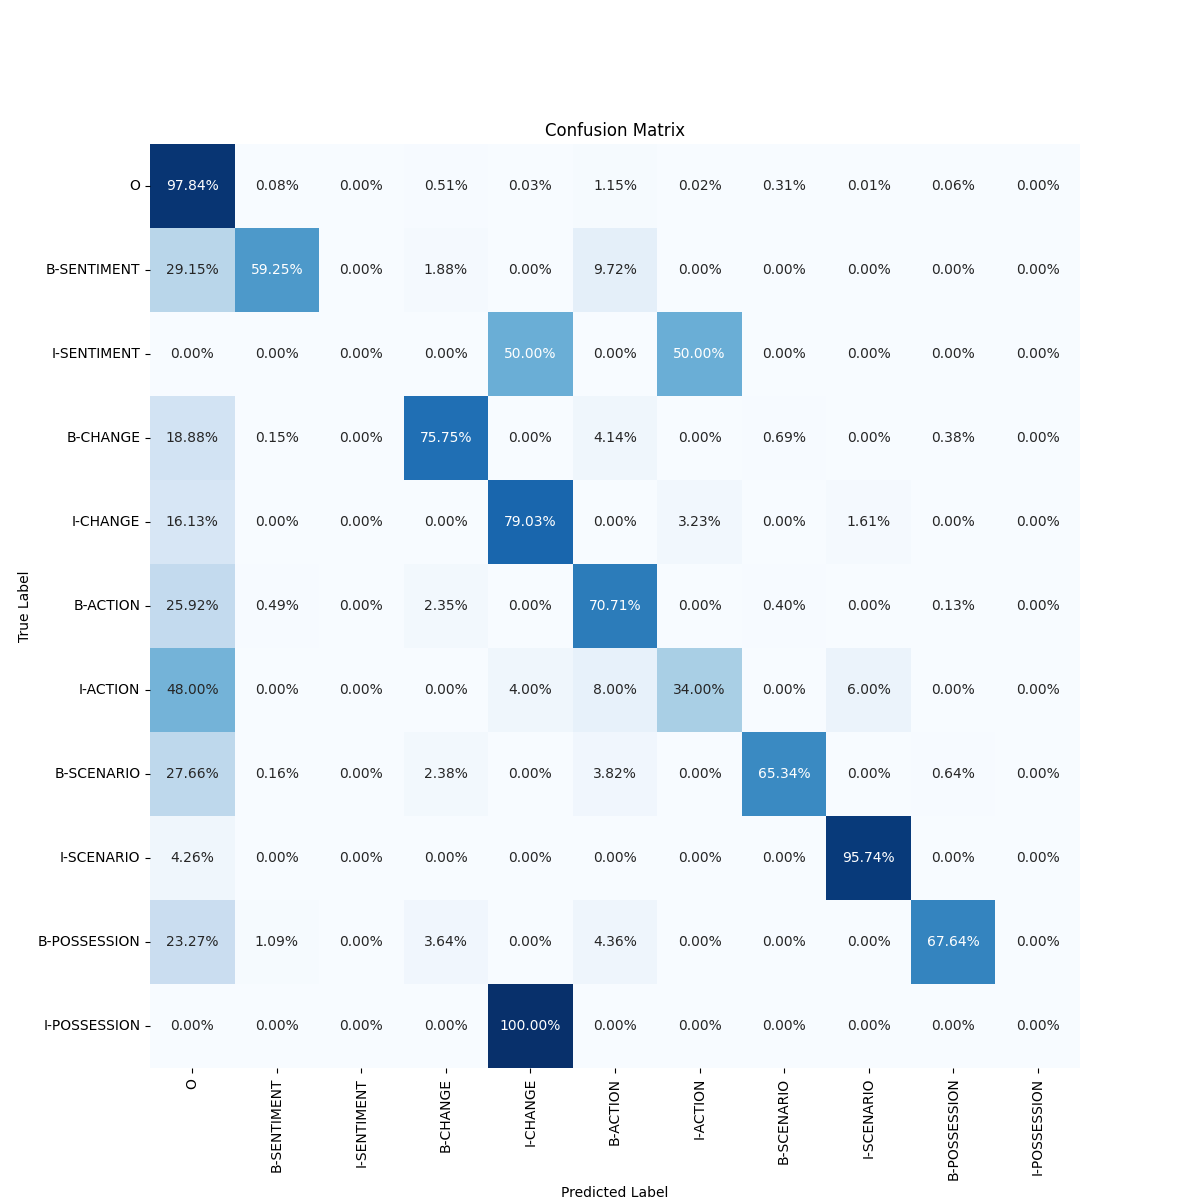 Confusion Matrix
O 97.84% 0.08% 0.00% 0.51% 0.03% 1.15% 0.02% 0.31% 0.01% 0.06% 0.00%
B-SENTIMENT 29.15% 59.25% 0.00% 1.88% 0.00% 9.72% 0.00% 0.00% 0.00% 0.00% 0.00%
I-SENTIMENT 0.00% 0.00% 0.00% 0.00% 50.00% 0.00% 50.00% 0.00% 0.00% 0.00% 0.00%
B-CHANGE 18.88% 0.15% 0.00% 75.75% 0.00% 4.14% 0.00% 0.69% 0.00% 0.38% 0.00%
I-CHANGE 16.13% 0.00% 0.00% 0.00% 79.03% 0.00% 3.23% 0.00% 1.61% 0.00% 0.00%
B-ACTION 25.92% 0.49% 0.00% 2.35% 0.00% 70.71% 0.00% 0.40% 0.00% 0.13% 0.00%
I-ACTION 48.00% 0.00% 0.00% 0.00% 4.00% 8.00% 34.00% 0.00% 6.00% 0.00% 0.00%
B-SCENARIO 27.66% 0.16% 0.00% 2.38% 0.00% 3.82% 0.00% 65.34% 0.00% 0.64% 0.00%
I-SCENARIO 4.26% 0.00% 0.00% 0.00% 0.00% 0.00% 0.00% 0.00% 95.74% 0.00% 0.00%
B-POSSESSION 23.27% 1.09% 0.00% 3.64% 0.00% 4.36% 0.00% 0.00% 0.00% 67.64% 0.00%
I-POSSESSION 0.00% 0.00% 0.00% 0.00% 100.00% 0.00% 0.00% 0.00% 0.00% 0.00% 0.00%
True Label
O
B-SENTIMENT
I-SENTIMENT
B-CHANGE
I-CHANGE
B-ACTION
I-ACTION
B-SCENARIO
I-SCENARIO
B-POSSESSION
I-POSSESSION
Predicted Label